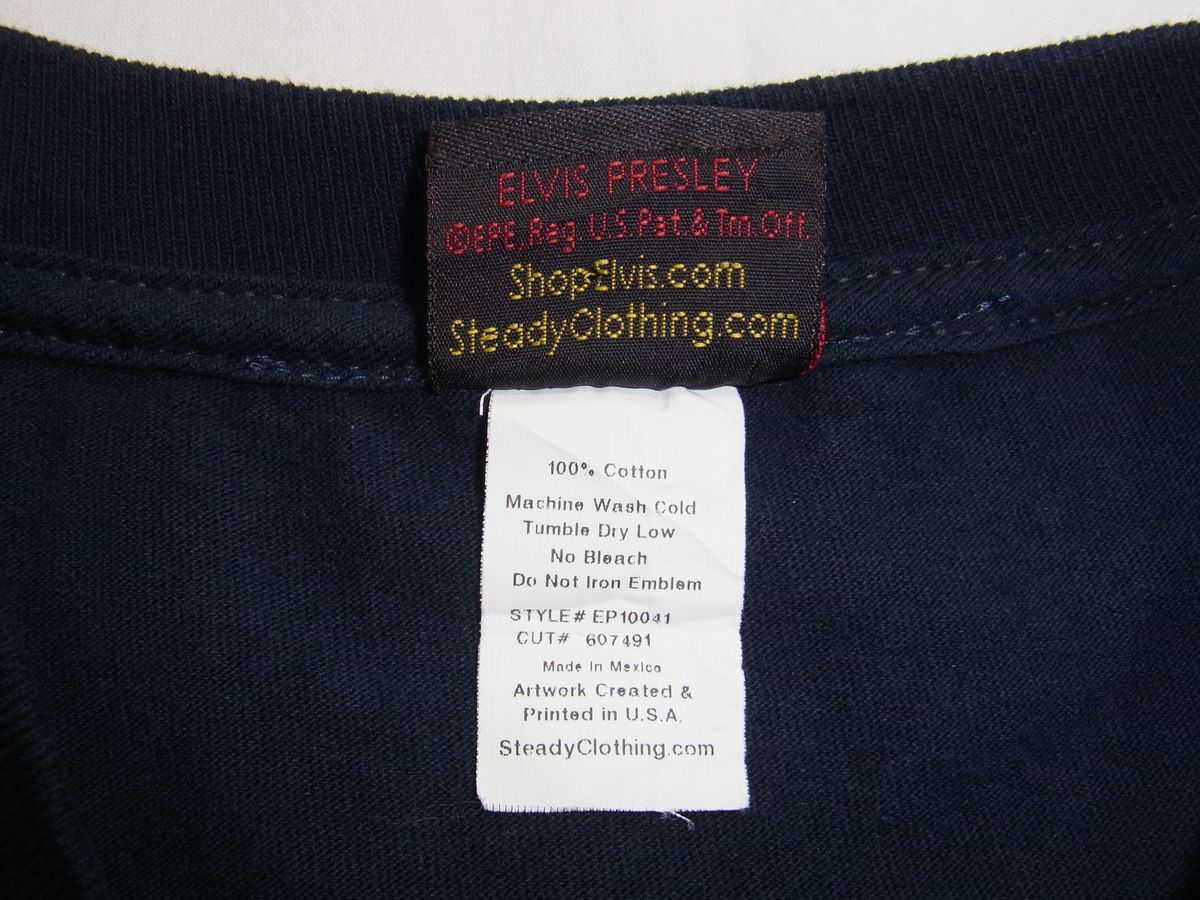 ELVIS PRESLEY
©EPE. Reg. U.S. Pat. & Tm. Off.
ShopElvis.com
SteadyClothing.com
100% Cotton
Machine Wash Cold
Tumble Dry Low
No Bleach
Do Not Iron Emblem
STYLE# EP10041
CUT# 607491
Made In Mexico
Artwork Created &
Printed in U.S.A.
SteadyClothing.com